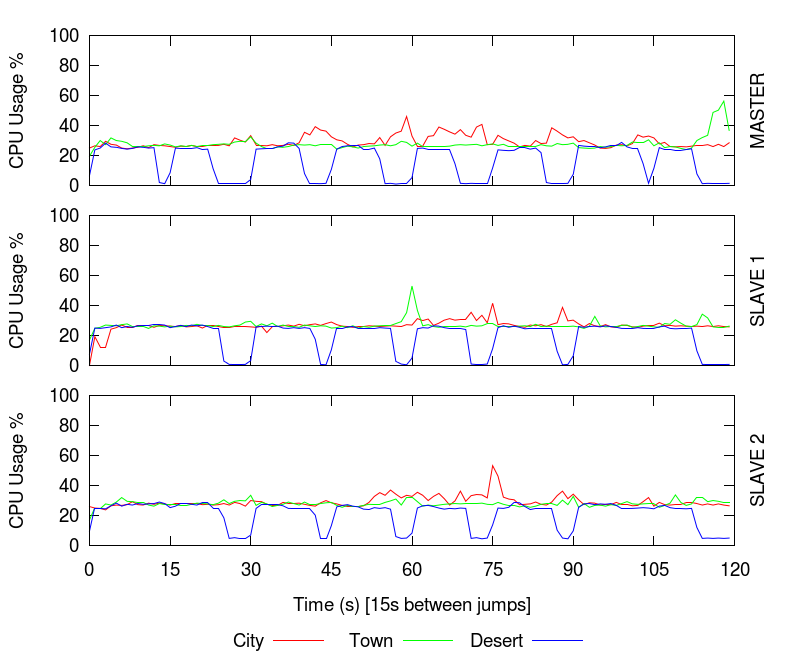 100
80
60
40
20
0
CPU Usage %
MASTER
100
80
60
40
20
0
CPU Usage %
SLAVE 1
100
80
60
40
20
0
CPU Usage %
SLAVE 2
0 15 30 45 60 75 90 105 120
Time (s) [15s between jumps]
City Town Desert